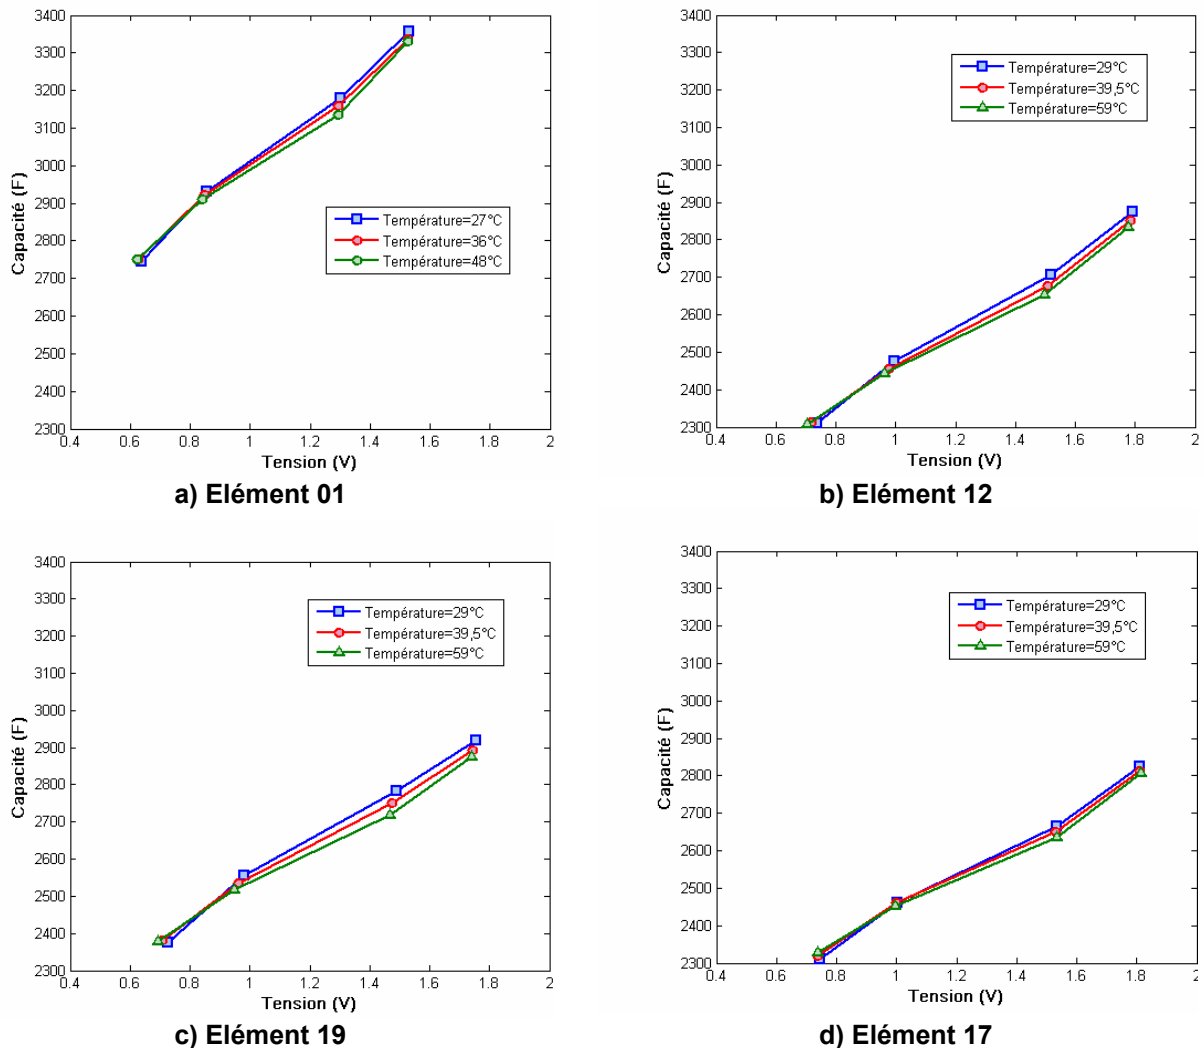 3400
3300
3200
3100
3000
2900
2800
2700
2600
2500
2400
2300
Capacité (F)
0.4 0.6 0.8 1 1.2 1.4 1.6 1.8 2
Tension (V)
Température=27°C
Température=36°C
Température=48°C
a) Elément 01
3400
3300
3200
3100
3000
2900
2800
2700
2600
2500
2400
2300
Capacité (F)
0.4 0.6 0.8 1 1.2 1.4 1.6 1.8 2
Tension (V)
Température=29°C
Température=39,5°C
Température=59°C
b) Elément 12
3400
3300
3200
3100
3000
2900
2800
2700
2600
2500
2400
2300
Capacité (F)
0.4 0.6 0.8 1 1.2 1.4 1.6 1.8 2
Tension (V)
Température=29°C
Température=39,5°C
Température=59°C
c) Elément 19
3400
3300
3200
3100
3000
2900
2800
2700
2600
2500
2400
2300
Capacité (F)
0.4 0.6 0.8 1 1.2 1.4 1.6 1.8 2
Tension (V)
Température=29°C
Température=39,5°C
Température=59°C
d) Elément 17